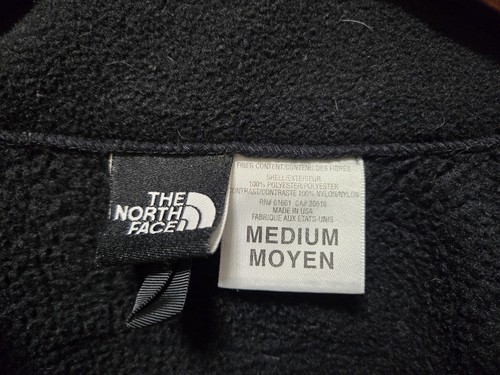 THE
NORTH
FACE
FIBER CONTENT/CONTENU DES FIBRES
SHELL/EXTERIEUR
100% POLYESTER/POLYESTER
CONTRAST/CONTRASTE 100% NYLON/NYLON
RN# 61661 CA# 30516
MADE IN USA
FABRIQUE AUX ETATS-UNIS
MEDIUM
MOYEN